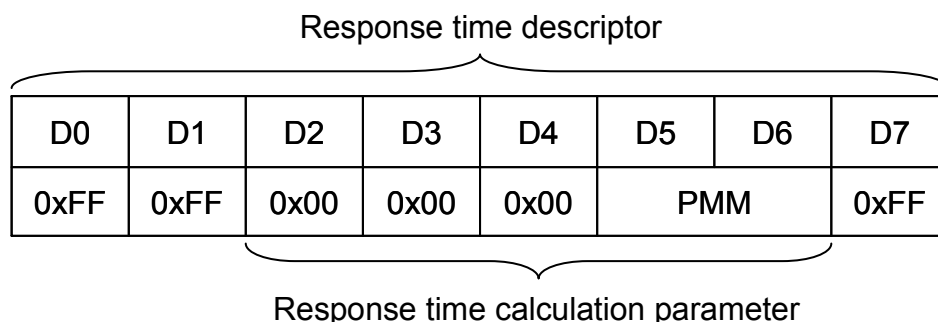 Response time descriptor
D0 D1 D2 D3 D4 D5 D6 D7
0xFF 0xFF 0x00 0x00 0x00 PMM 0xFF
Response time calculation parameter